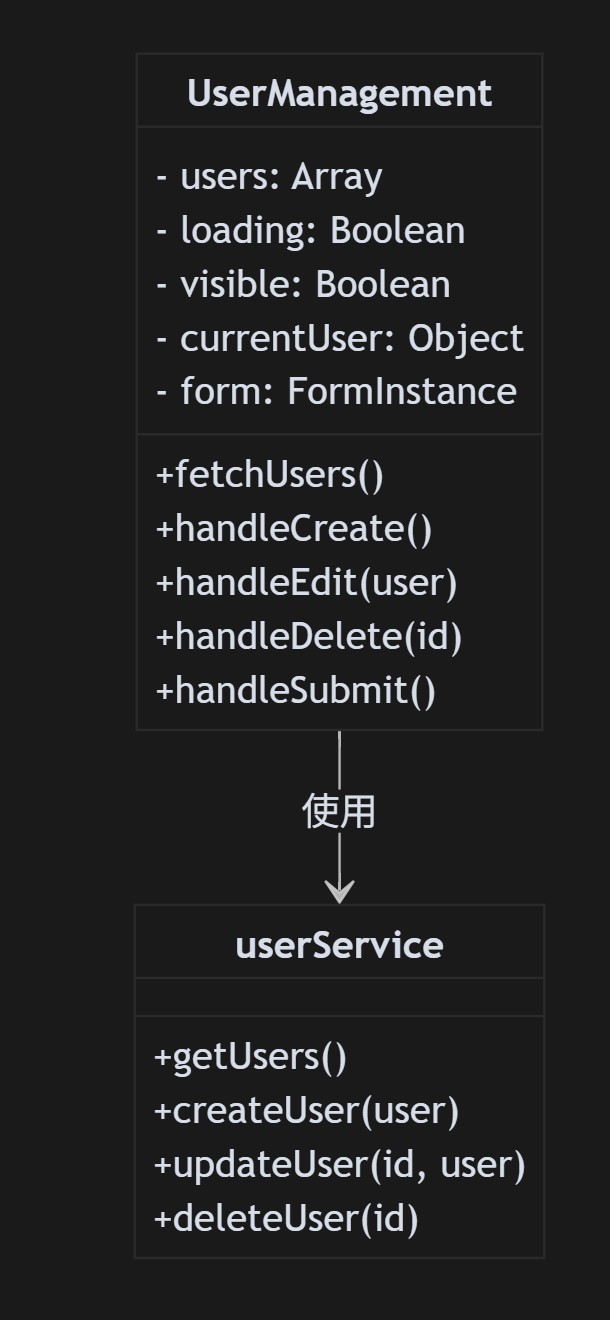 UserManagement
- users: Array
- loading: Boolean
- visible: Boolean
- currentUser: Object
- form: FormInstance
+fetchUsers()
+handleCreate()
+handleEdit(user)
+handleDelete(id)
+handleSubmit()
使用
userService
+getUsers()
+createUser(user)
+updateUser(id, user)
+deleteUser(id)